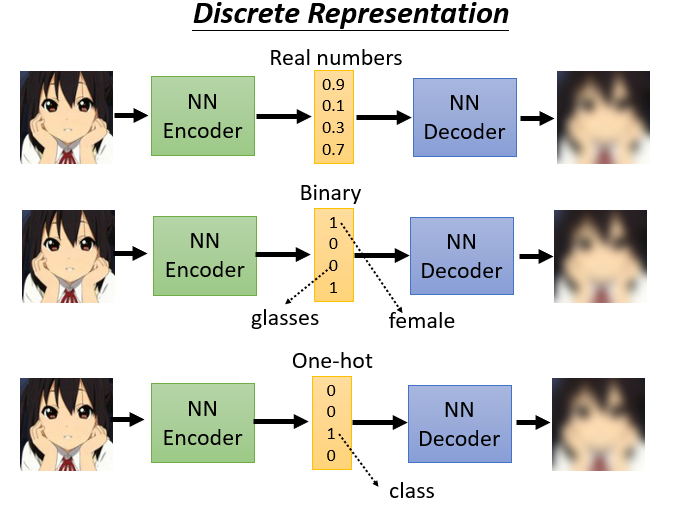 Discrete Representation
Real numbers
NN
Encoder
0.9
0.1
0.3
0.7
NN
Decoder
Binary
NN
Encoder
1
0
0
1
NN
Decoder
glasses
female
One-hot
NN
Encoder
0
0
1
0
NN
Decoder
class